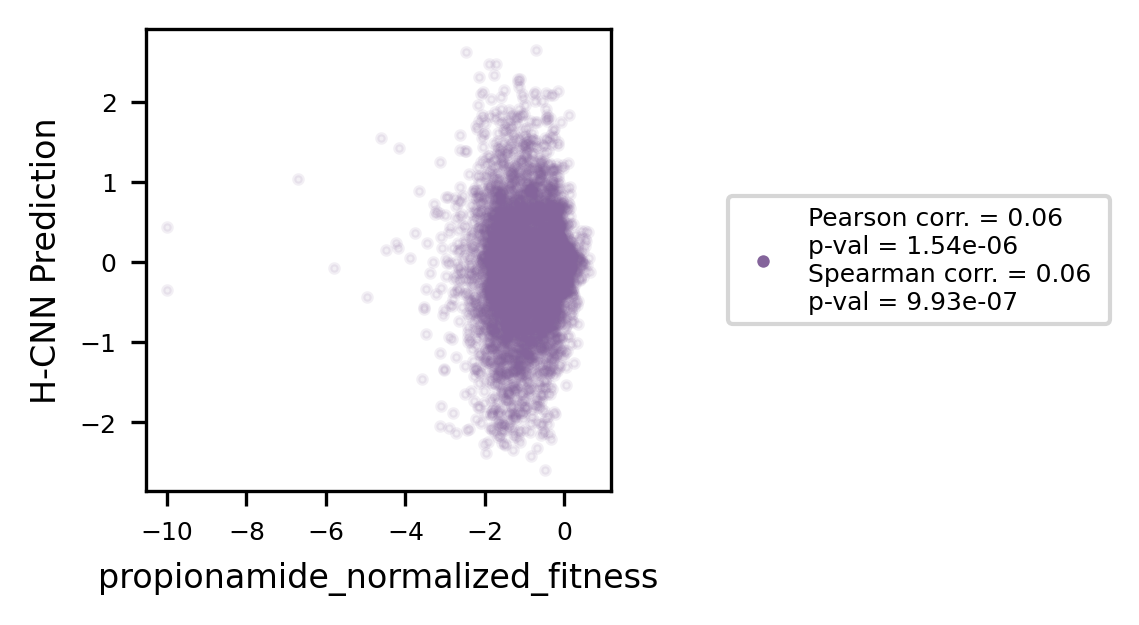 2
1
0
−1
−2
H-CNN Prediction
−10 −8 −6 −4 −2 0
propionamide_normalized_fitness
Pearson corr. = 0.06
p-val = 1.54e-06
Spearman corr. = 0.06
p-val = 9.93e-07